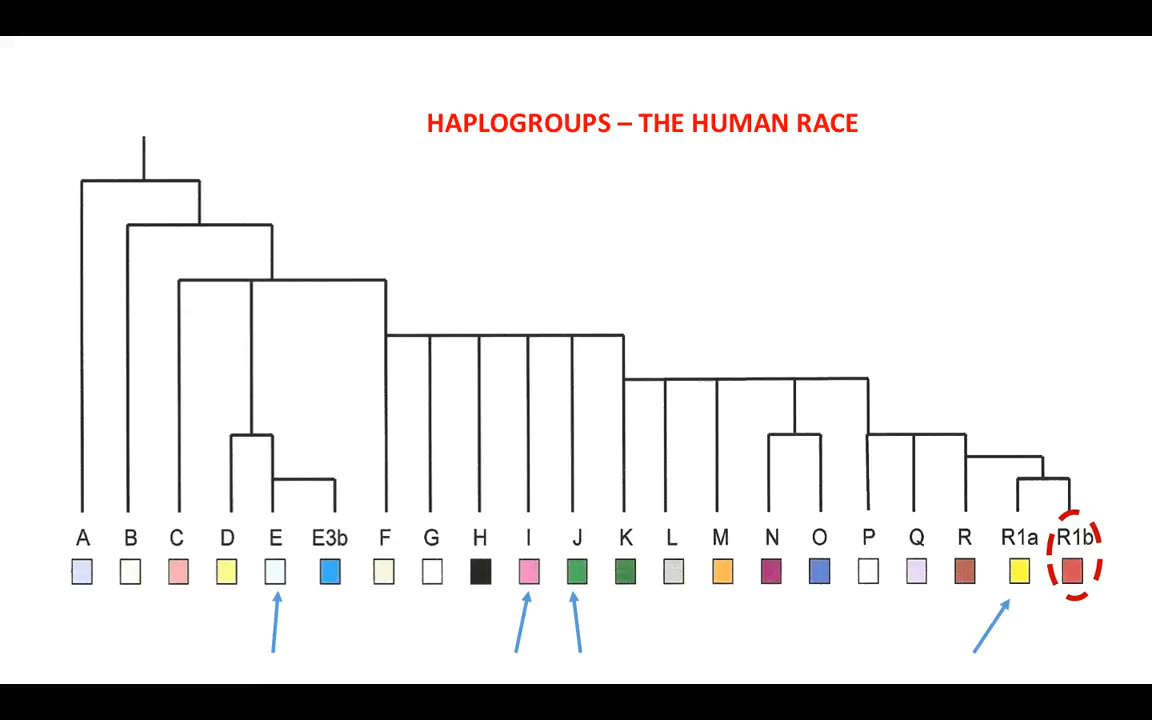 HAPLOGROUPS – THE HUMAN RACE
A B C D E E3b F G H I J K L M N O P Q R R1a R1b